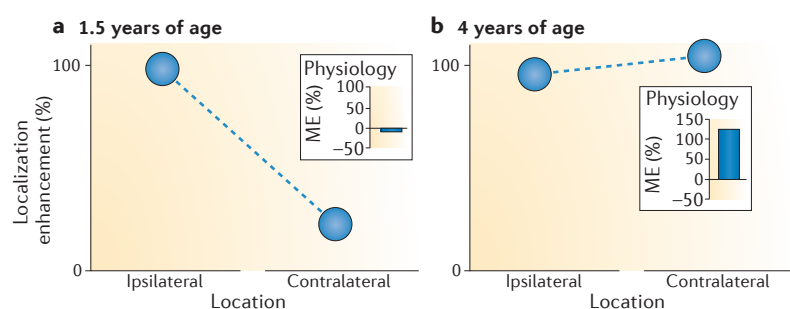 a 1.5 years of age
Localization
enhancement (%)
100
0
Physiology
ME (%)
100
50
0
−50
Ipsilateral
Contralateral
Location
b 4 years of age
100
0
Physiology
ME (%)
150
100
50
0
−50
Ipsilateral
Contralateral
Location